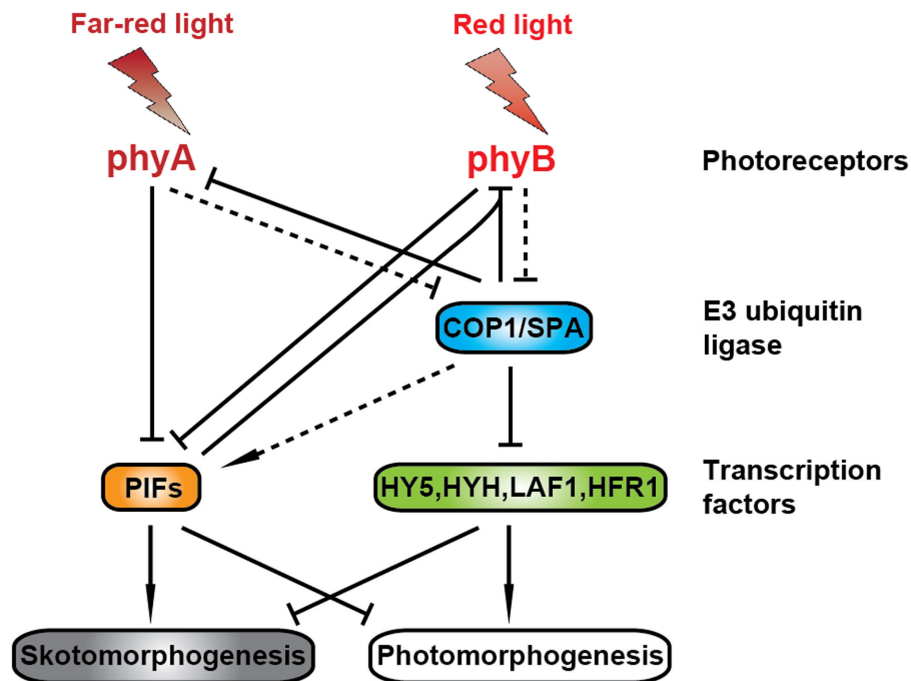 Far-red light
Red light
phyA
phyB
Photoreceptors
COP1/SPA
E3 ubiquitin
ligase
PIFs
HY5,HYH,LAF1,HFR1
Transcription
factors
Skotomorphogenesis
Photomorphogenesis